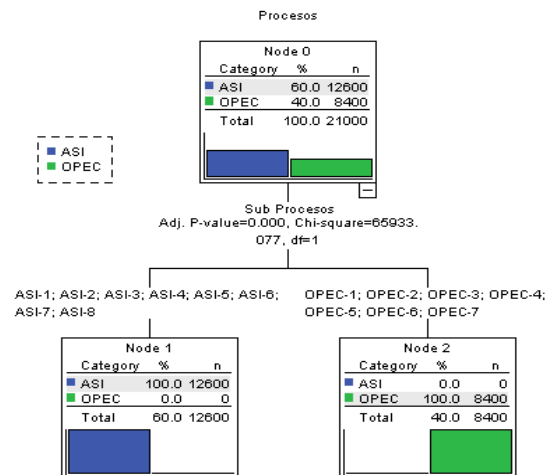 Procesos
Node 0
Category % n
ASI 60.0 12600
OPEC 40.0 8400
Total 100.0 21000
ASI
OPEC
Sub Procesos
Adj. P-value=0.000, Chi-square=65933.
077, df=1
ASI-1; ASI-2; ASI-3; ASI-4; ASI-5; ASI-6;
ASI-7; ASI-8
OPEC-1; OPEC-2; OPEC-3; OPEC-4;
OPEC-5; OPEC-6; OPEC-7
Node 1
Category % n
ASI 100.0 12600
OPEC 0.0 0
Total 60.0 12600
Node 2
Category % n
ASI 0.0 0
OPEC 100.0 8400
Total 40.0 8400